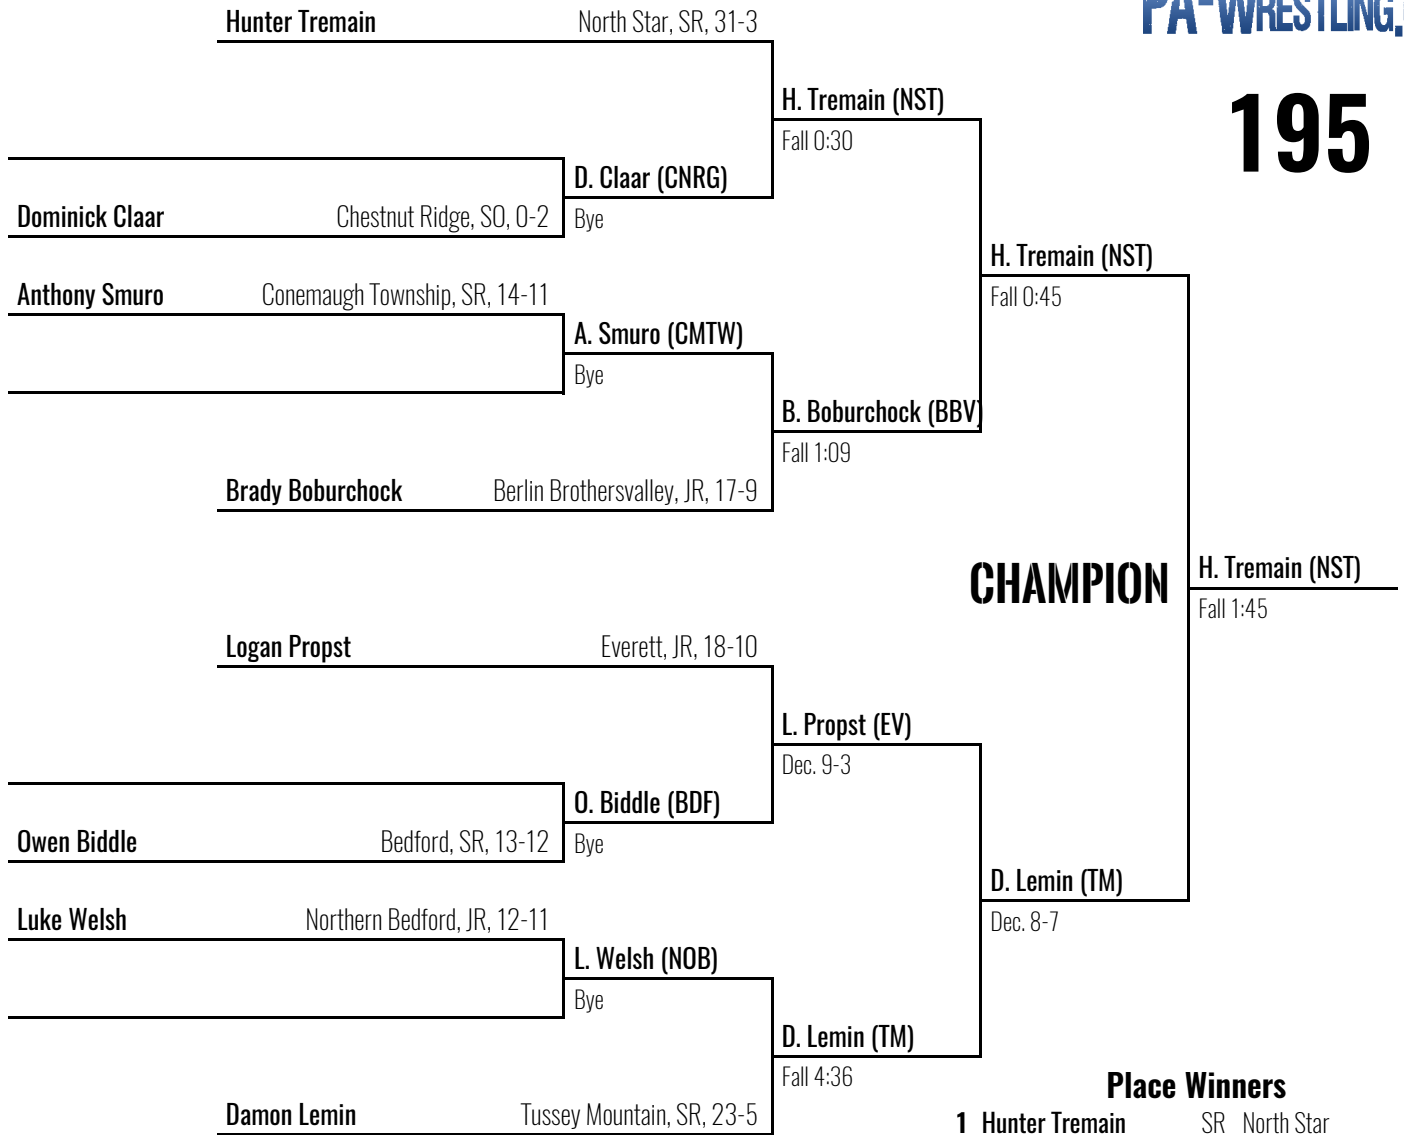 PA-WRESTLING.
195
Hunter Tremain North Star, SR, 31-3
H. Tremain (NST)
Fall 0:30
D. Claar (CNRG)
Dominick Claar Chestnut Ridge, SO, 0-2
Bye
H. Tremain (NST)
Anthony Smuro Conemaugh Township, SR, 14-11
Fall 0:45
A. Smuro (CMTW)
Bye
B. Boburchock (BBV)
Fall 1:09
Brady Boburchock Berlin Brothersvalley, JR, 17-9
CHAMPION
H. Tremain (NST)
Fall 1:45
Logan Propst Everett, JR, 18-10
L. Propst (EV)
Dec. 9-3
O. Biddle (BDF)
Owen Biddle Bedford, SR, 13-12
Bye
D. Lemin (TM)
Luke Welsh Northern Bedford, JR, 12-11
Dec. 8-7
L. Welsh (NOB)
Bye
D. Lemin (TM)
Fall 4:36
Damon Lemin Tussey Mountain, SR, 23-5
Place Winners
1 Hunter Tremain SR North Star